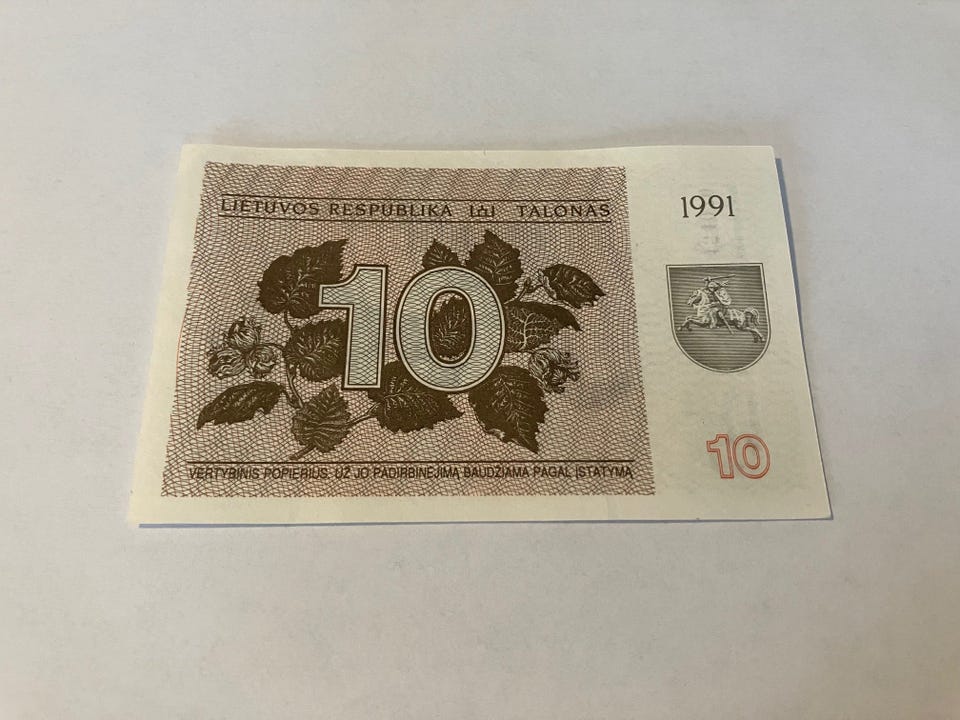 LIETUVOS RESPUBLIKA TALONAS
1991
10
VERTYBINIS POPIERIUS. UŽ JO PADIRBINĖJIMĄ BAUDŽIAMA PAGAL ĮSTATYMĄ
10